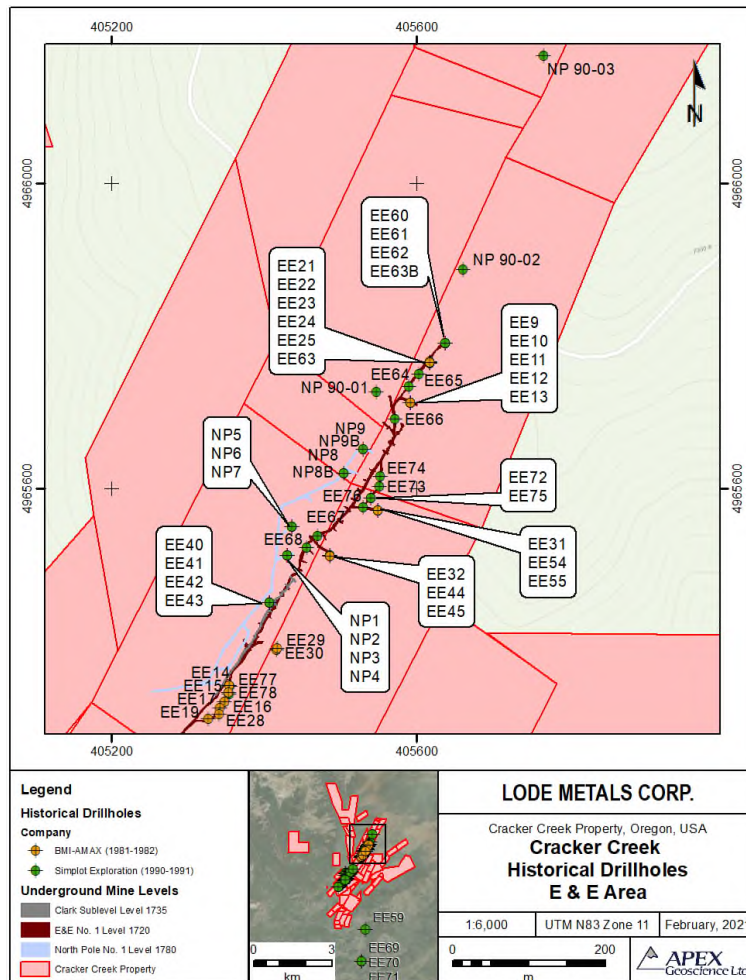 405200
405600
NP 90-03
N
4966000
4966000
EE60
EE61
EE62
EE63B
EE21
EE22
EE23
EE24
EE25
EE63
NP 90-02
EE9
EE10
EE11
EE12
EE13
EE64
EE65
NP 90-01
EE66
NP9
NP9B
NP8
NP8B
NP5
NP6
NP7
EE74
EE73
EE72
EE75
4965600
4965600
EE76
EE67
EE68
EE31
EE54
EE55
EE40
EE41
EE42
EE43
EE32
EE44
EE45
NP1
NP2
NP3
NP4
EE29
EE30
EE14
EE15
EE77
EE17
EE78
EE16
EE19
EE28
405200
405600
Legend
Historical Drillholes
Company
BMI-AMAX (1981-1982)
Simplot Exploration (1990-1991)
Underground Mine Levels
Clark Sublevel Level 1735
E&E No. 1 Level 1720
North Pole No. 1 Level 1780
Cracker Creek Property
EE59
EE69
EE70
EE71
0 3
km
LODE METALS CORP.
Cracker Creek Property, Oregon, USA
Cracker Creek
Historical Drillholes
E & E Area
1:6,000 UTM N83 Zone 11 February, 2021
0 200
m
APEX
Geoscience Ltd